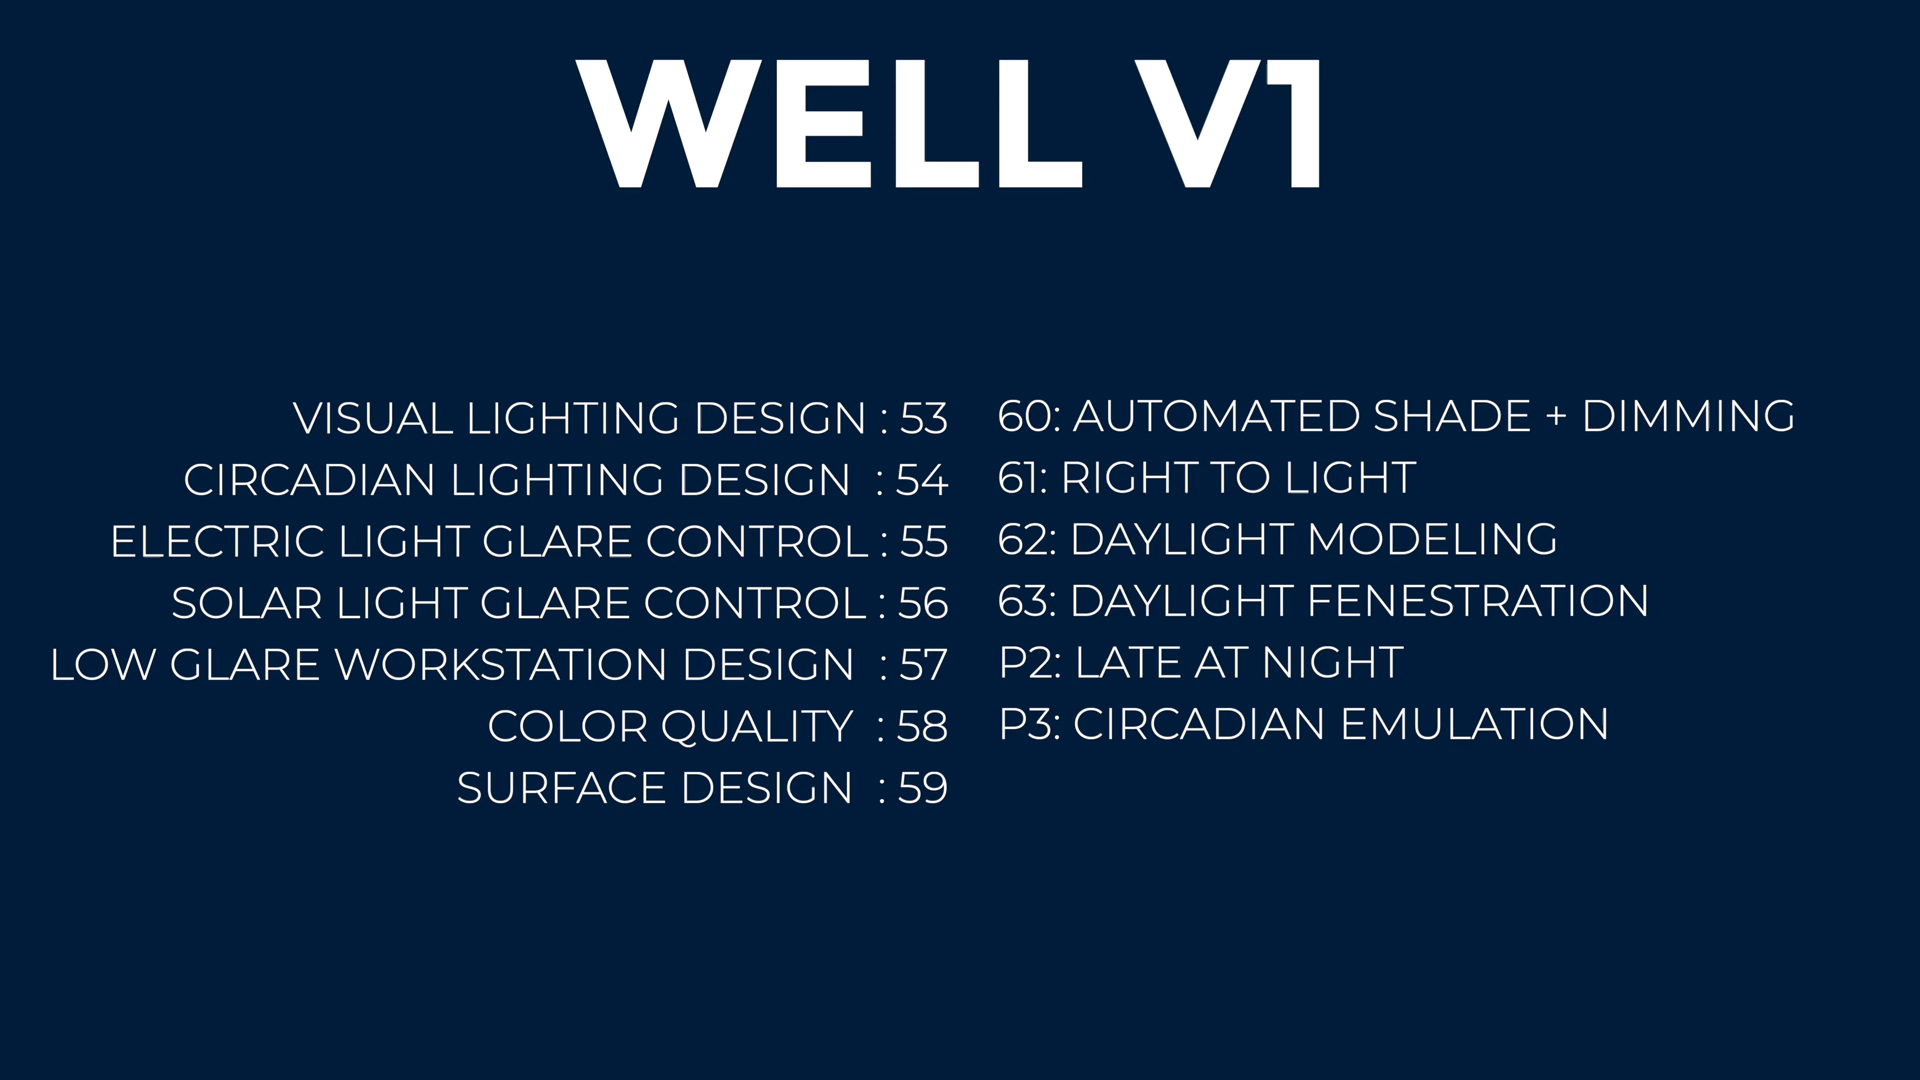 WELL V1
VISUAL LIGHTING DESIGN : 53
CIRCADIAN LIGHTING DESIGN : 54
ELECTRIC LIGHT GLARE CONTROL : 55
SOLAR LIGHT GLARE CONTROL : 56
LOW GLARE WORKSTATION DESIGN : 57
COLOR QUALITY : 58
SURFACE DESIGN : 59
60: AUTOMATED SHADE + DIMMING
61: RIGHT TO LIGHT
62: DAYLIGHT MODELING
63: DAYLIGHT FENESTRATION
P2: LATE AT NIGHT
P3: CIRCADIAN EMULATION